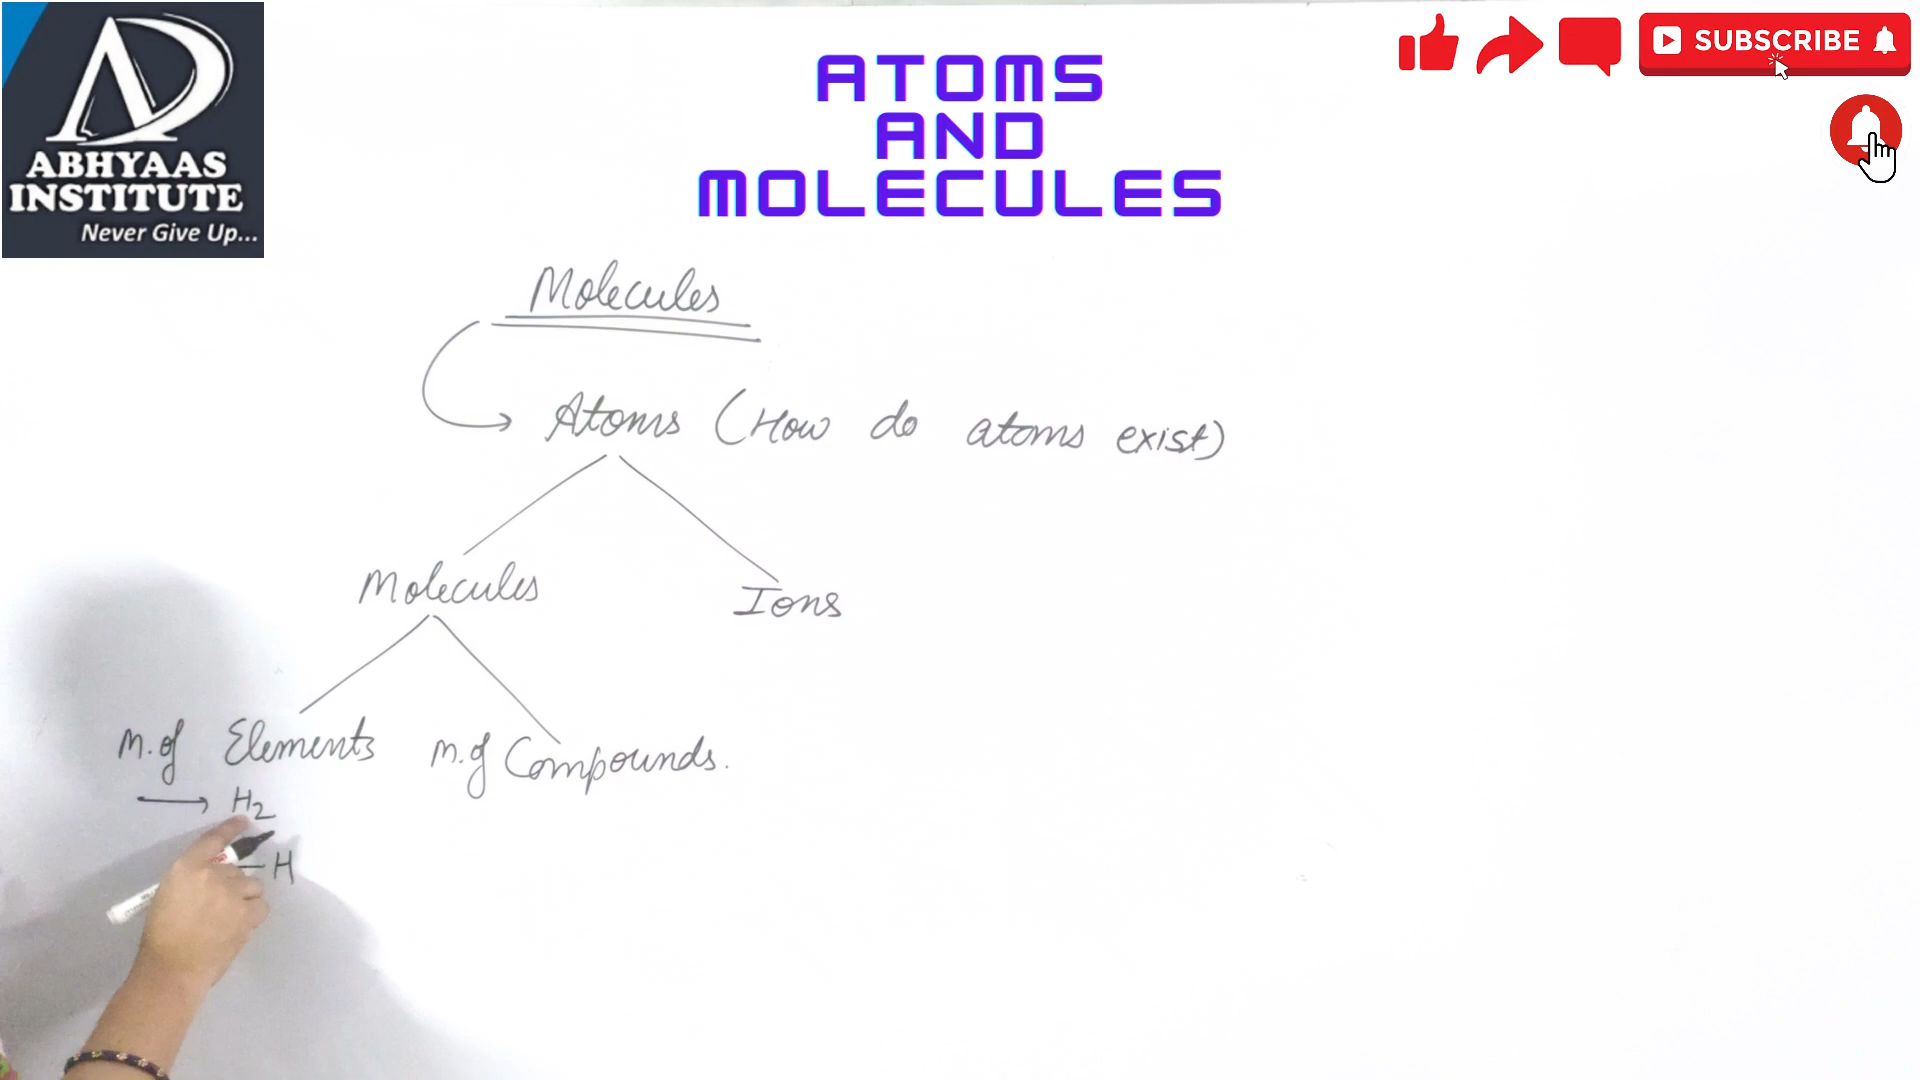 ABHYAAS
INSTITUTE
Never Give Up...
ATOMS
AND
MOLECULES
SUBSCRIBE
Molecules
Atoms (How do atoms exist)
Molecules
Ions
m. of Elements
m. of Compounds.
H2
— H